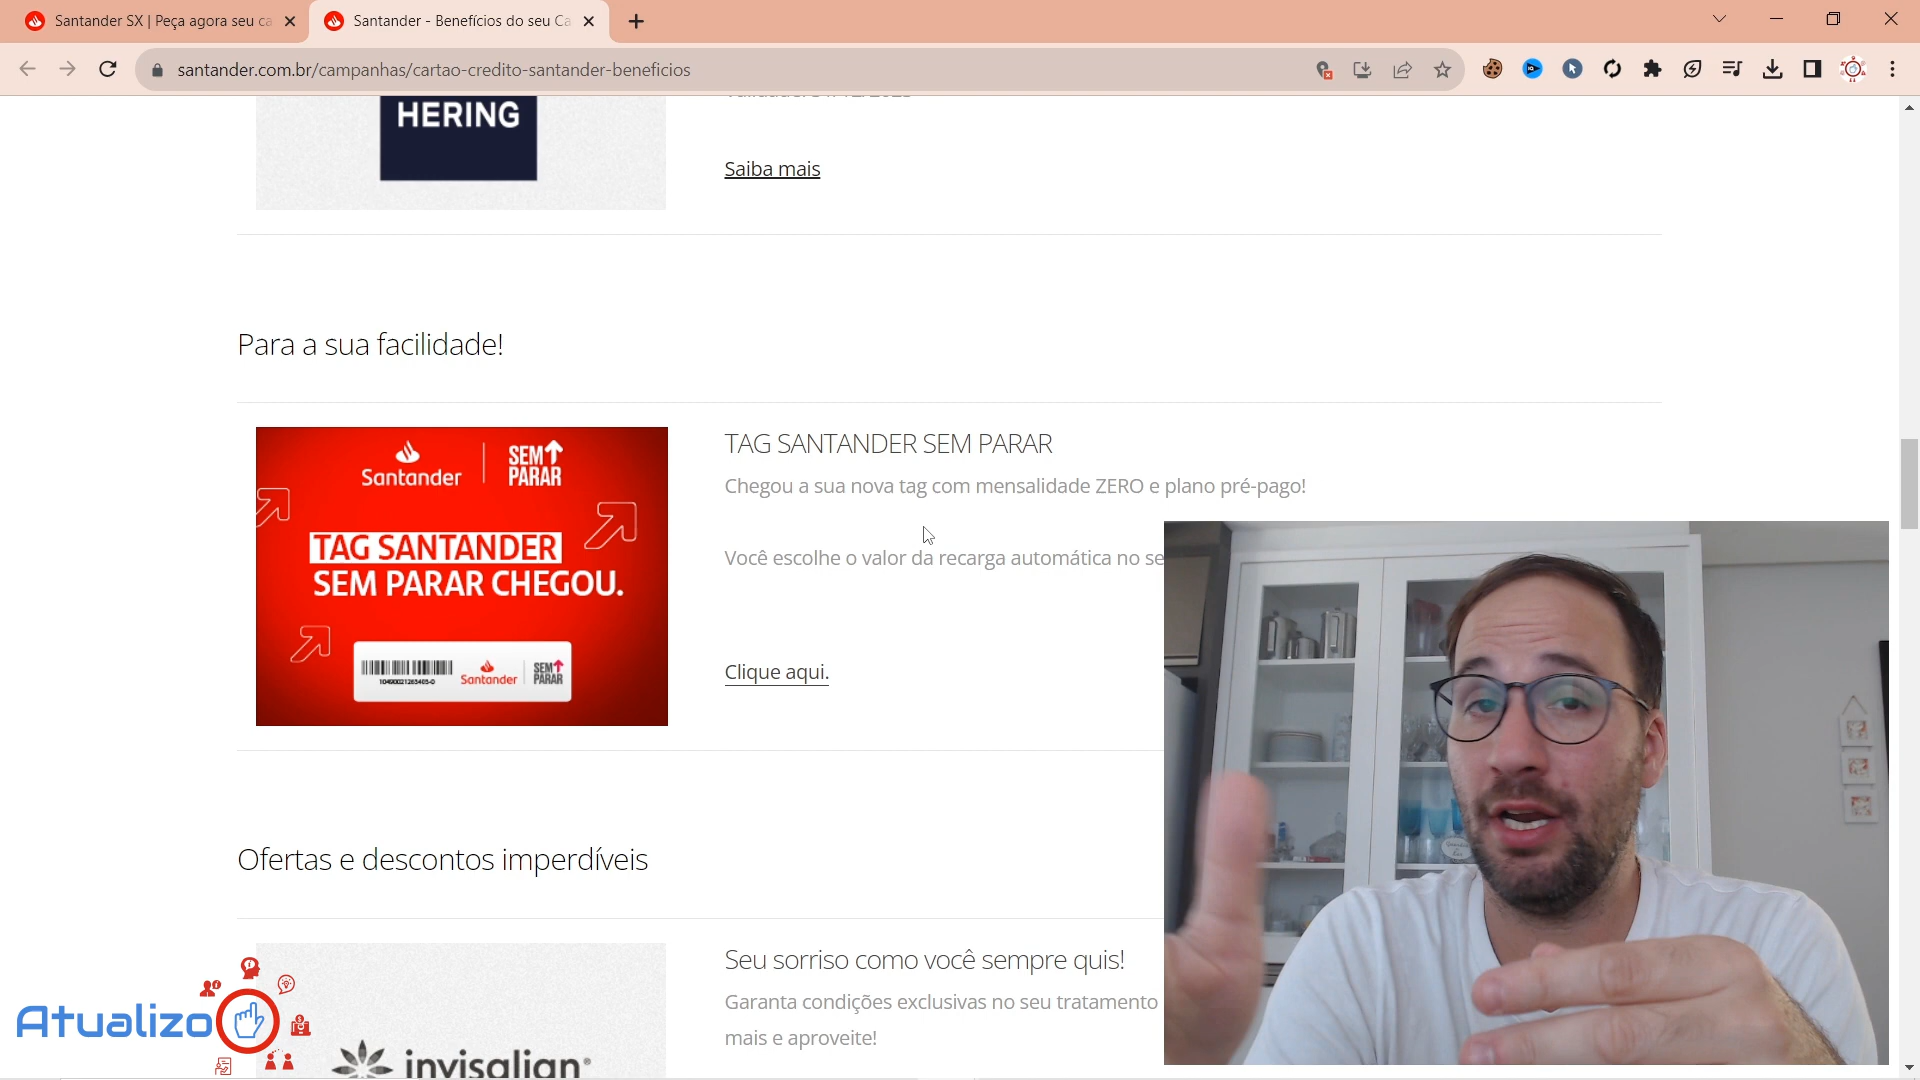 Santander SX | Peça agora seu ca
Santander - Benefícios do seu Ca
santander.com.br/campanhas/cartao-credito-santander-beneficios
HERING
Saiba mais
Para a sua facilidade!
Santander
SEM PARAR
TAG SANTANDER
SEM PARAR CHEGOU.
Santander
SEM PARAR
TAG SANTANDER SEM PARAR
Chegou a sua nova tag com mensalidade ZERO e plano pré-pago!
Você escolhe o valor da recarga automática no se
Clique aqui.
Ofertas e descontos imperdíveis
Seu sorriso como você sempre quis!
Garanta condições exclusivas no seu tratamento
mais e aproveite!
invisalign
Atualizo